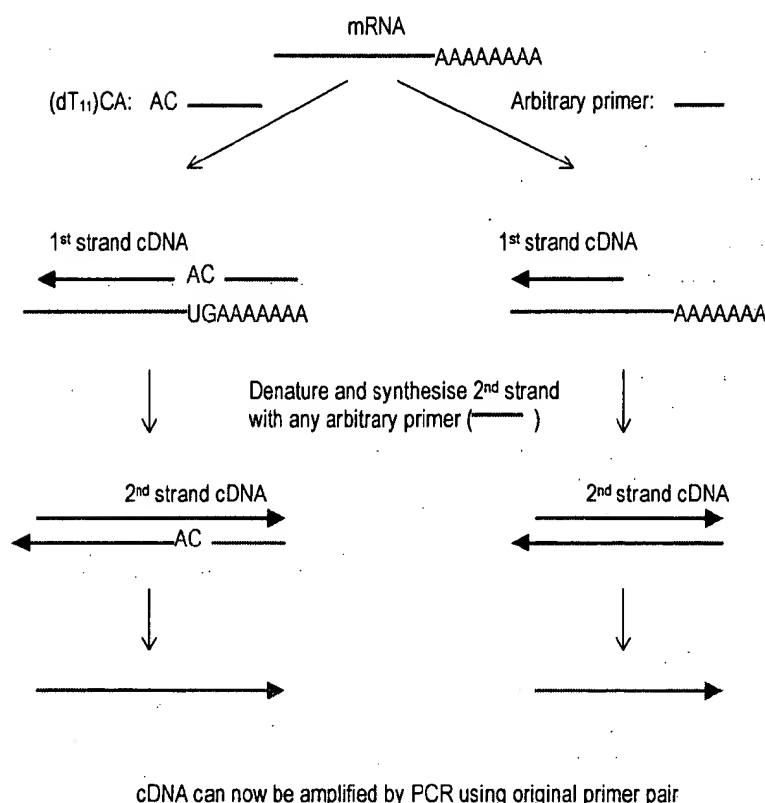 mRNA
AAAAAAAA
(dT₁₁)CA: AC
Arbitrary primer:
1ˢᵗ strand cDNA
1ˢᵗ strand cDNA
AC
UGAAAAAAA
AAAAAAA
Denature and synthesise 2ⁿᵈ strand
with any arbitrary primer ( )
2ⁿᵈ strand cDNA
2ⁿᵈ strand cDNA
AC
cDNA can now be amplified by PCR using original primer pair